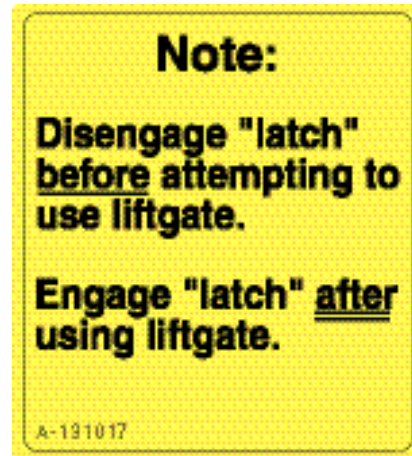 Note:
Disengage "latch"
before attempting to
use liftgate.
Engage "latch" after
using liftgate.
A-131017